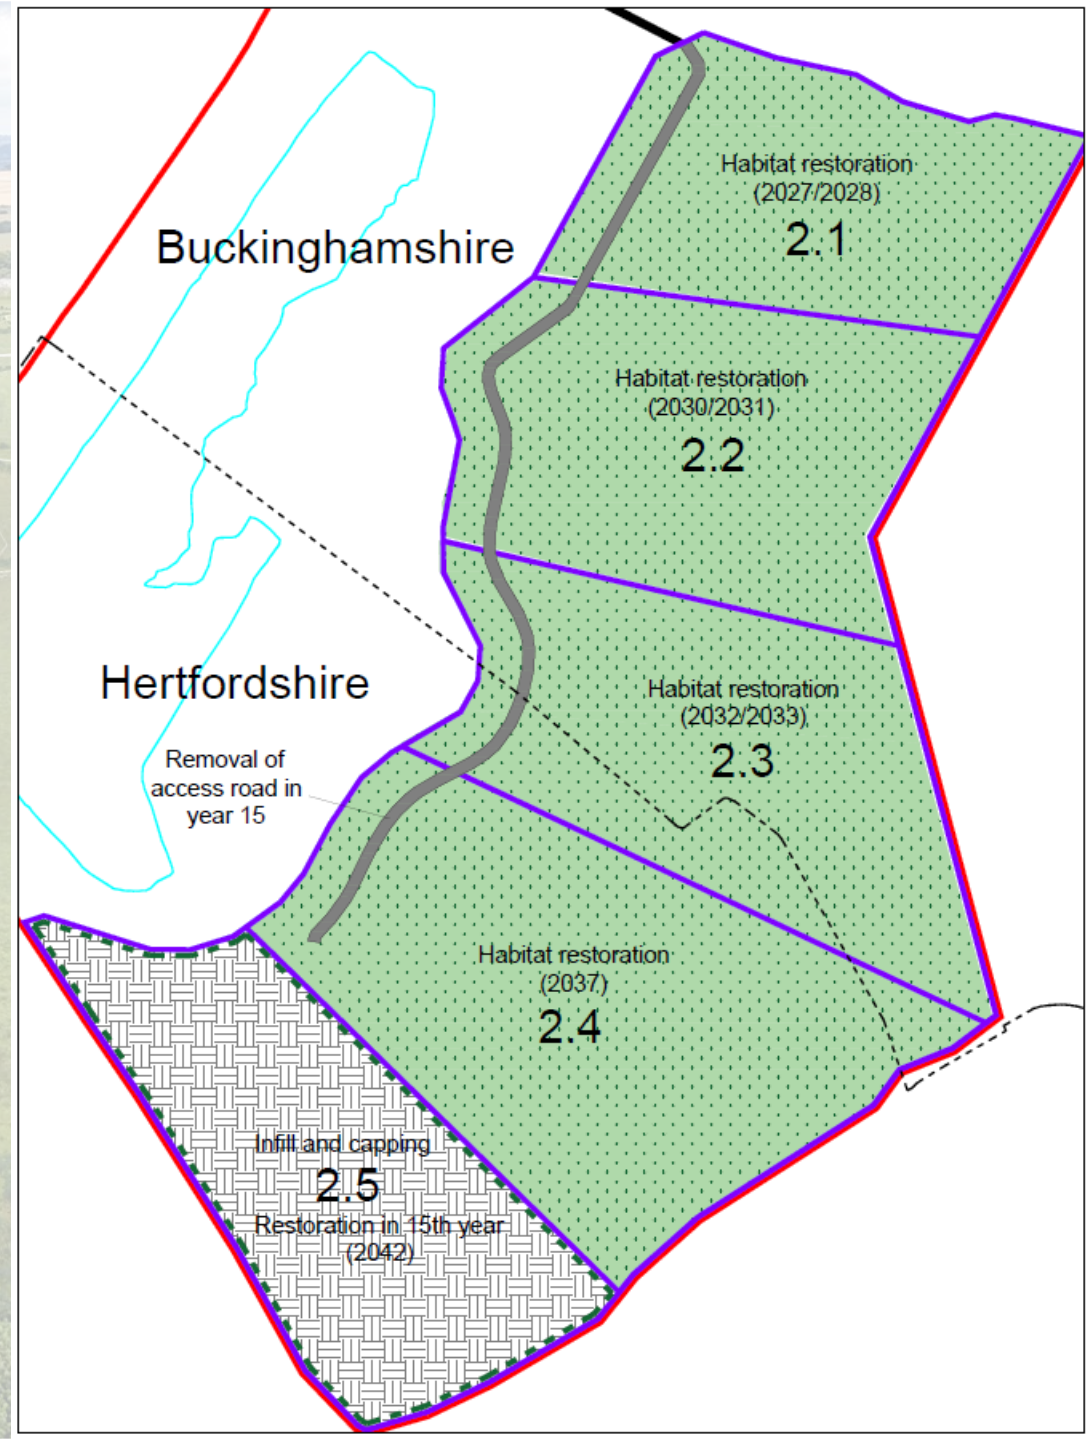 Habitat restoration
(2027/2028)
2.1
Buckinghamshire
Habitat restoration
(2030/2031)
2.2
Hertfordshire
Habitat restoration
(2032/2033)
2.3
Removal of
access road in
year 15
Habitat restoration
(2037)
2.4
Infill and capping
2.5
Restoration in 15th year
(2042)